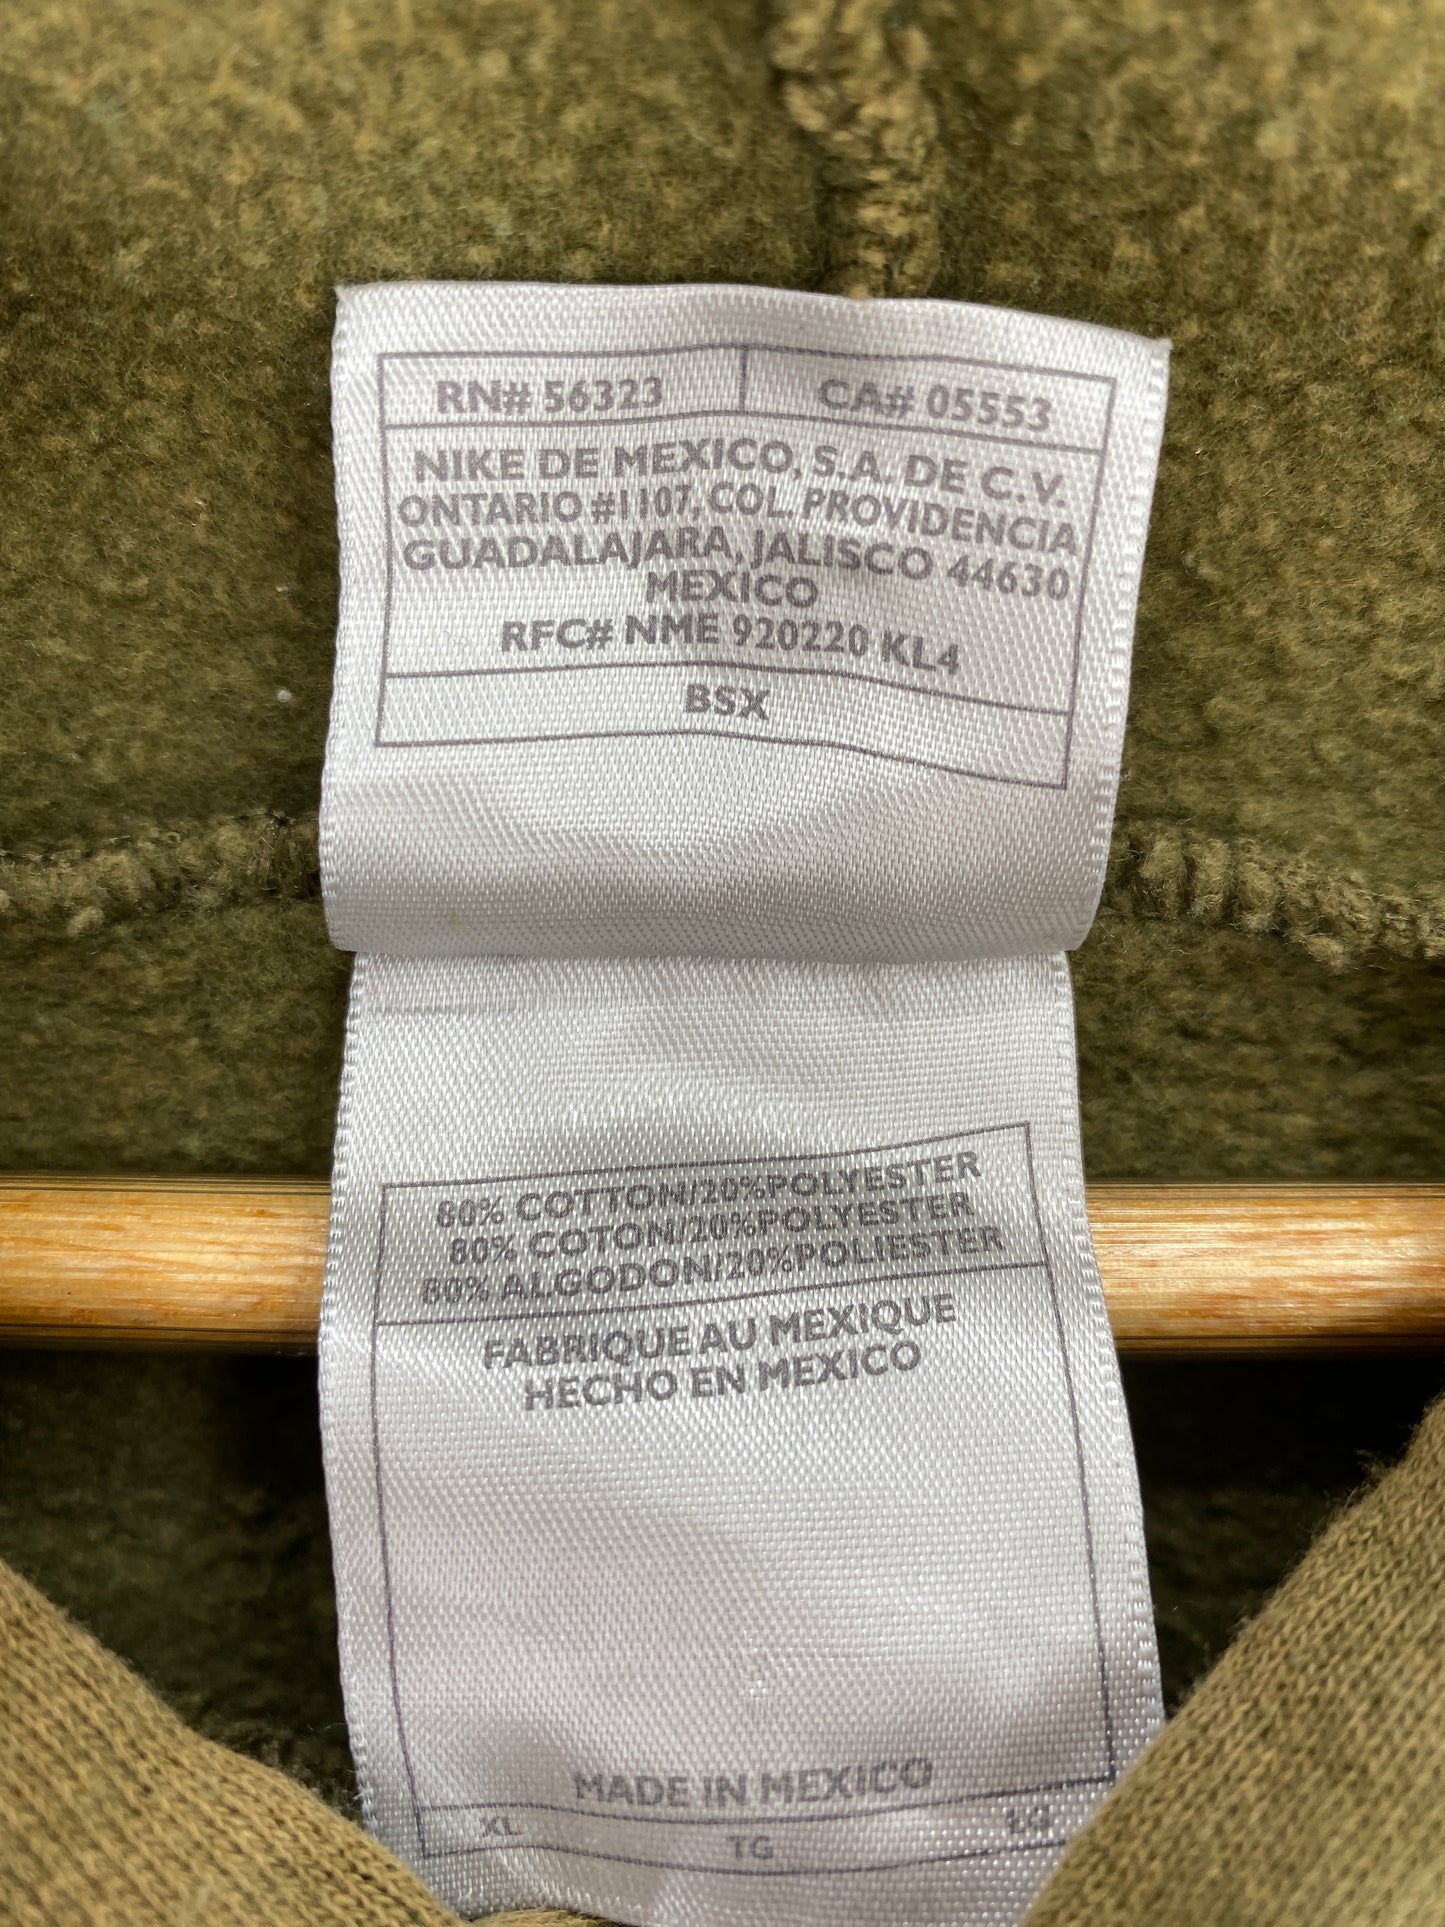 RN# 56323 CA# 05553
NIKE DE MEXICO, S.A. DE C.V.
ONTARIO #1107, COL. PROVIDENCIA
GUADALAJARA, JALISCO 44630
MEXICO
RFC# NME 920220 KL4
BSX
80% COTTON/20%POLYESTER
80% COTON/20%POLYESTER
80% ALGODON/20%POLIESTER
FABRIQUE AU MEXIQUE
HECHO EN MEXICO
MADE IN MEXICO
XL TG